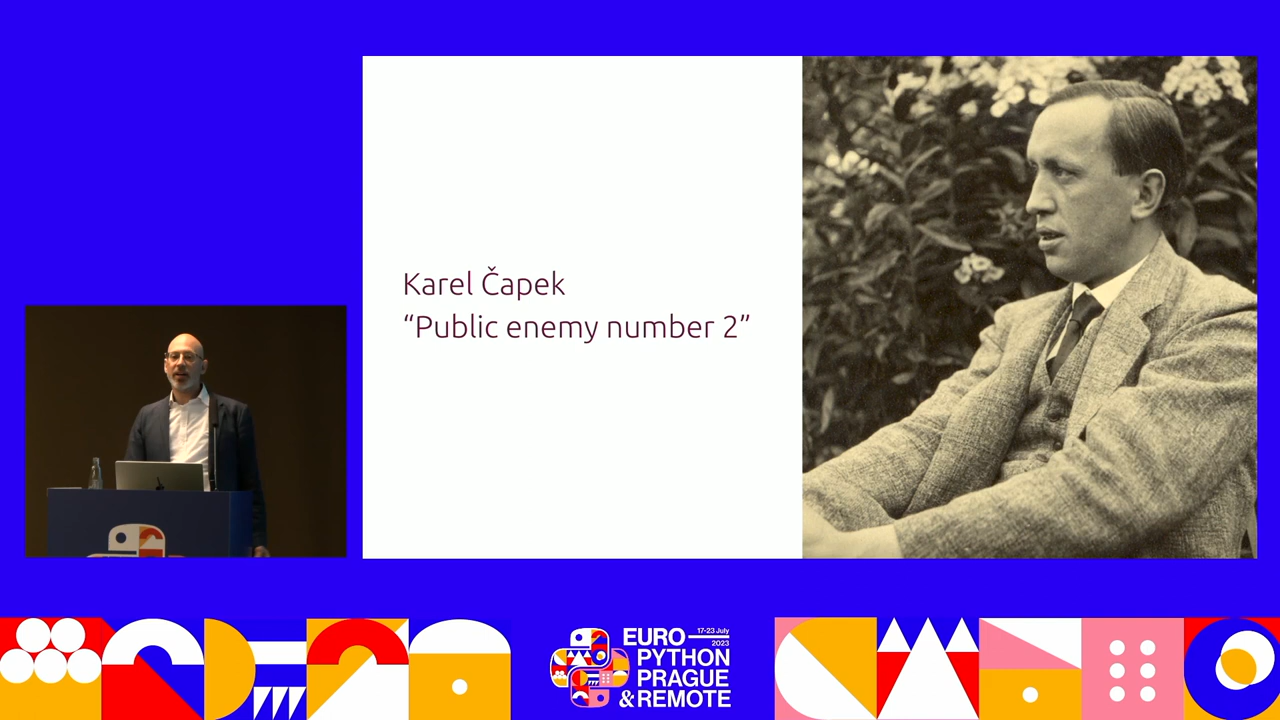 Karel Čapek
“Public enemy number 2”
EURO
17-23 July
2023
PYTHON
PRAGUE
& REMOTE